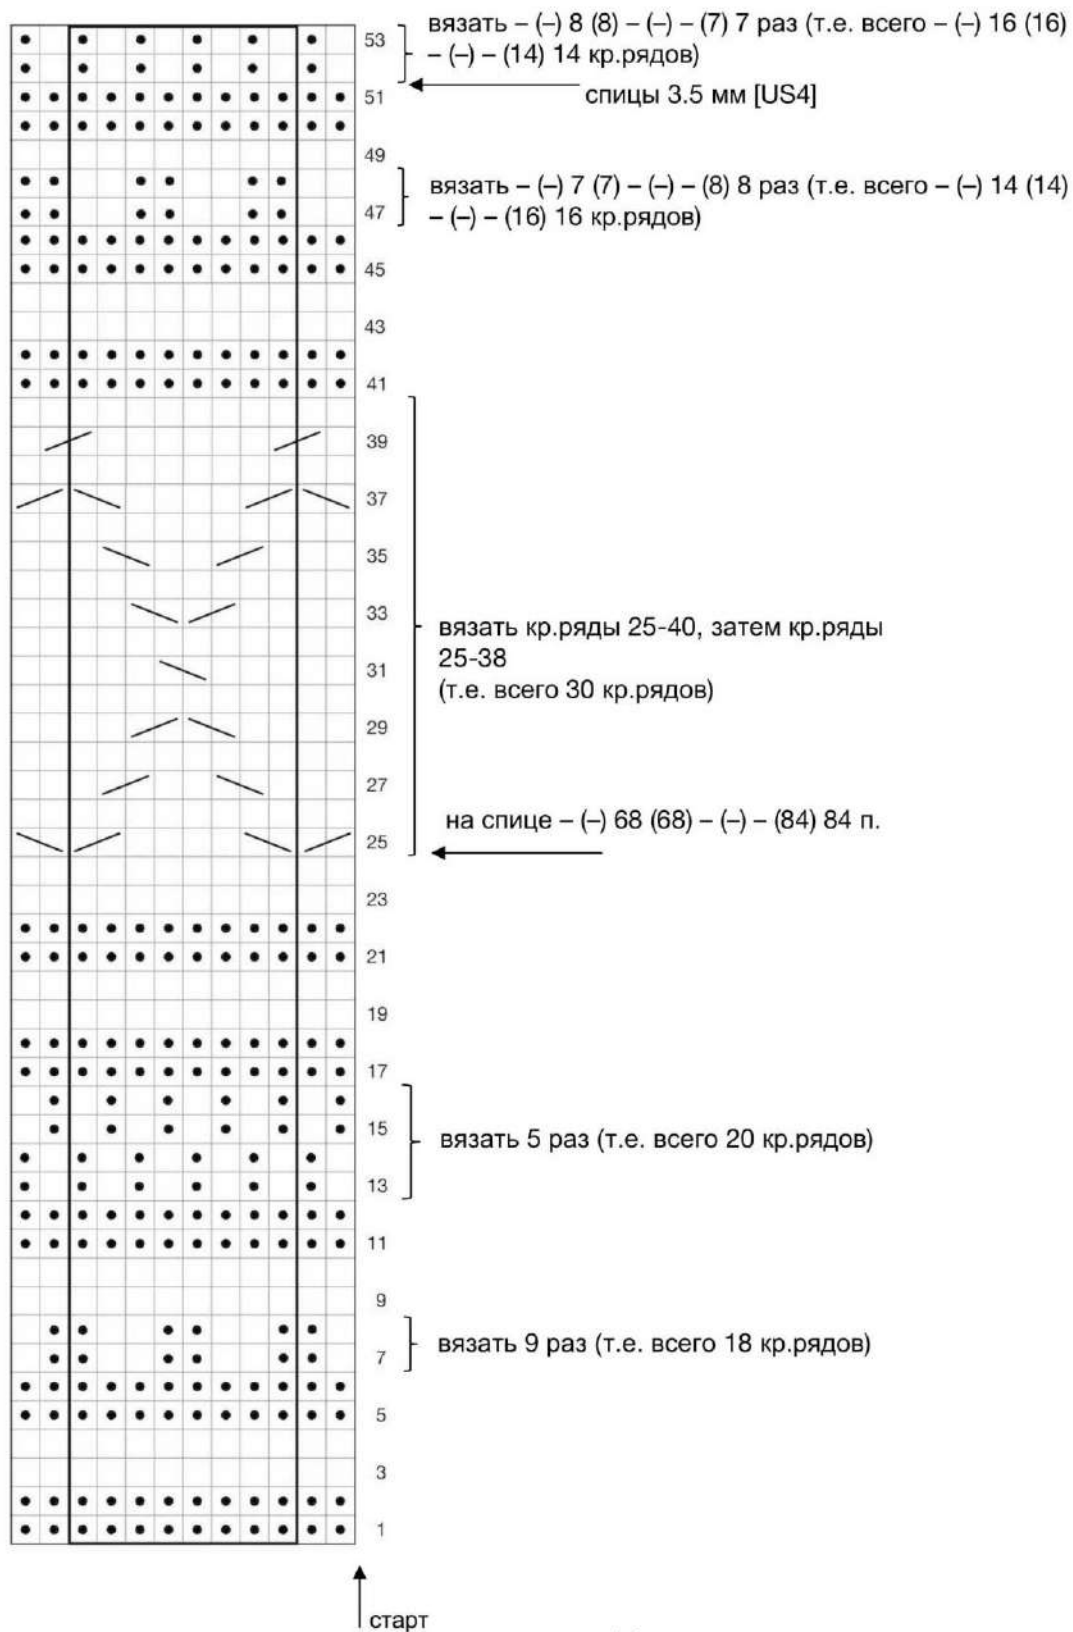 53
вязать – (–) 8 (8) – (–) – (7) 7 раз (т.е. всего – (–) 16 (16)
– (–) – (14) 14 кр.рядов)
спицы 3.5 мм [US4]
51
49
вязать – (–) 7 (7) – (–) – (8) 8 раз (т.е. всего – (–) 14 (14)
– (–) – (16) 16 кр.рядов)
47
45
43
41
39
37
35
33
вязать кр.ряды 25-40, затем кр.ряды
25-38
(т.е. всего 30 кр.рядов)
31
29
27
на спице – (–) 68 (68) – (–) – (84) 84 п.
25
23
21
19
17
15
вязать 5 раз (т.е. всего 20 кр.рядов)
13
11
9
7
вязать 9 раз (т.е. всего 18 кр.рядов)
5
3
1
старт